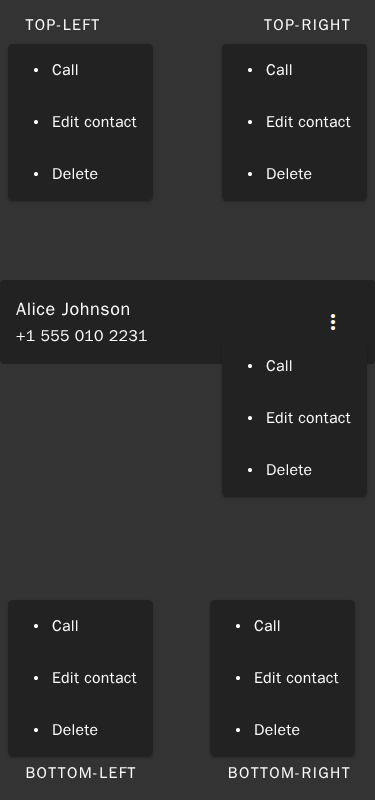 TOP-LEFT
• Call
• Edit contact
• Delete
TOP-RIGHT
• Call
• Edit contact
• Delete
Alice Johnson
+1 555 010 2231
• Call
• Edit contact
• Delete
• Call
• Edit contact
• Delete
BOTTOM-LEFT
• Call
• Edit contact
• Delete
BOTTOM-RIGHT